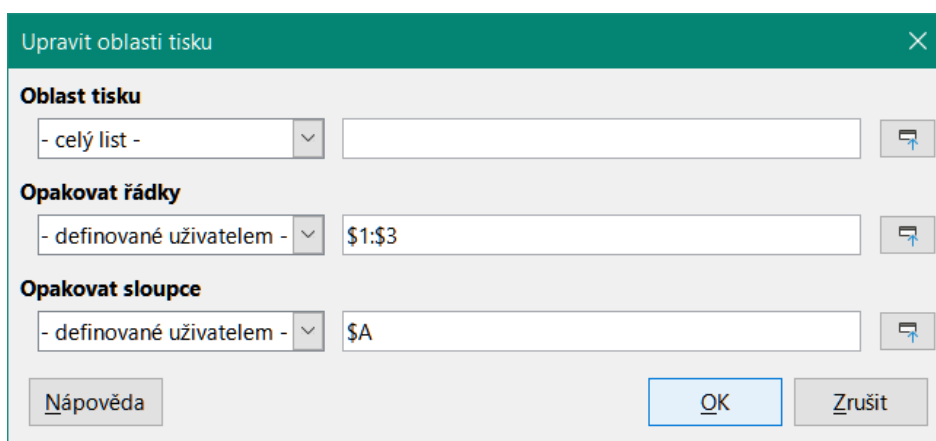 Upravit oblasti tisku
Oblast tisku
- celý list -
Opakovat řádky
- definované uživatelem - $1:$3
Opakovat sloupce
- definované uživatelem - $A
Nápověda OK Zrušit